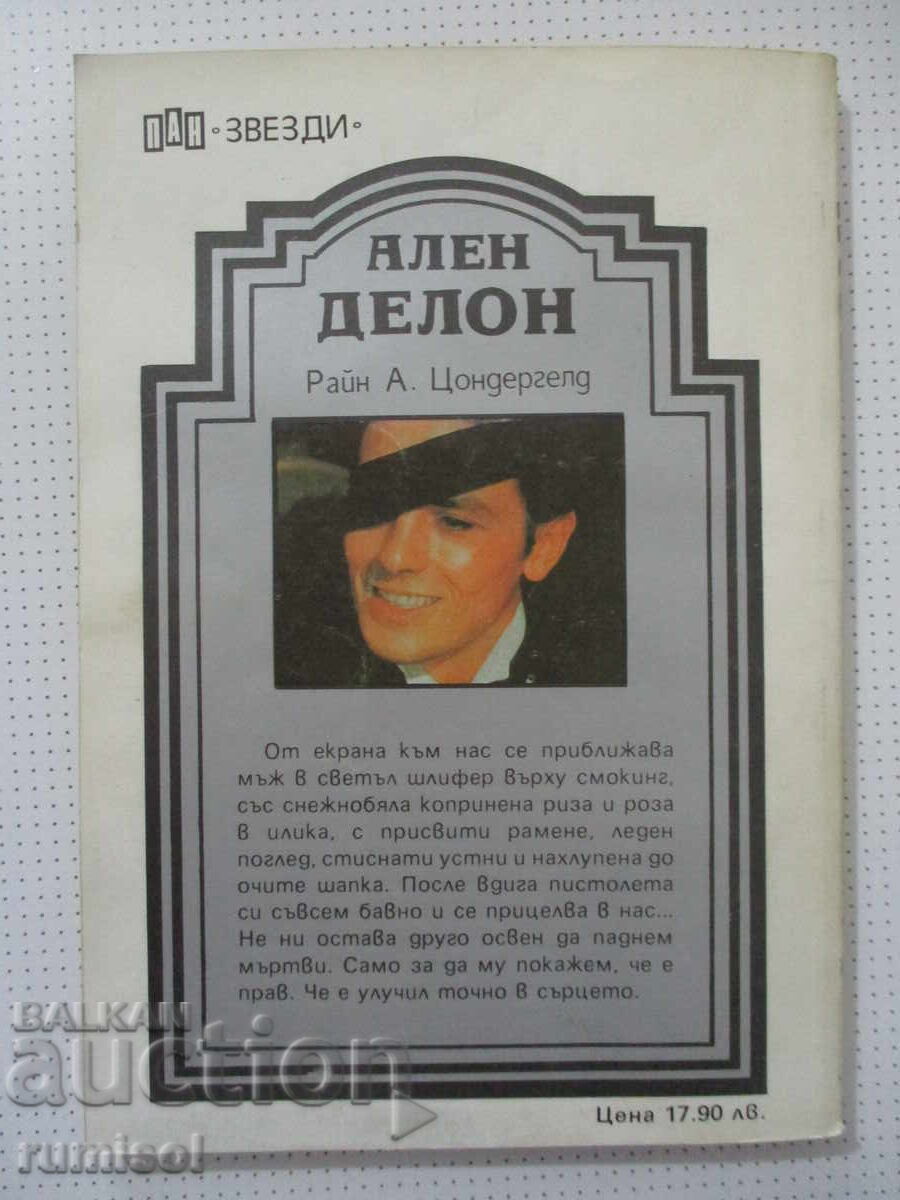 ПАН ◦ЗВЕЗДИ◦
АЛЕН
ДЕЛОН
Райн А. Цондергелд
От екрана към нас се приближава
мъж в светъл шлифер върху смокинг,
със снежнобяла копринена риза и роза
в илика, с присвити рамене, леден
поглед, стиснати устни и нахлупена до
очите шапка. После вдига пистолета
си съвсем бавно и се прицелва в нас...
Не ни остава друго освен да паднем
мъртви. Само за да му покажем, че е
прав. Че е улучил точно в сърцето.
BALKAN
auction
Цена 17.90 лв.
rumisol